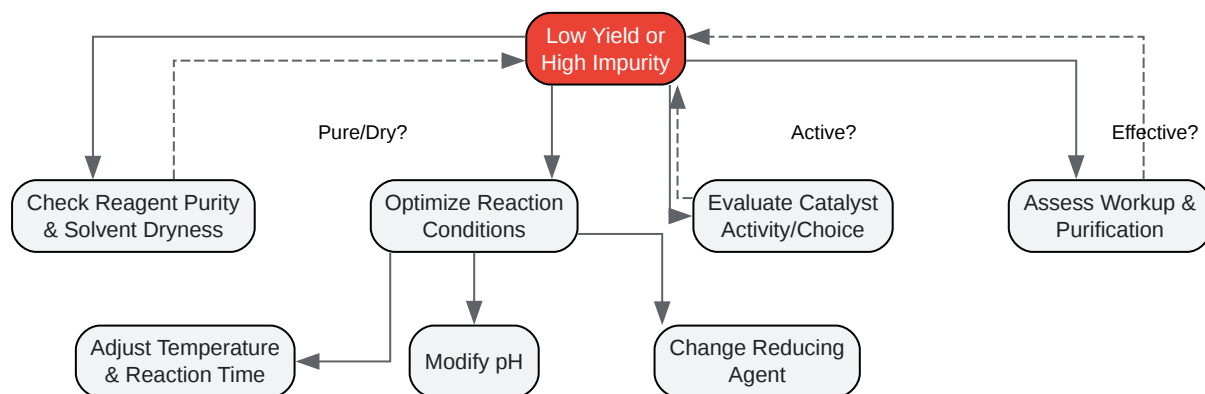 Low Yield or
High Impurity
Pure/Dry?
Active?
Effective?
Check Reagent Purity
& Solvent Dryness
Optimize Reaction
Conditions
Evaluate Catalyst
Activity/Choice
Assess Workup &
Purification
Adjust Temperature
& Reaction Time
Modify pH
Change Reducing
Agent